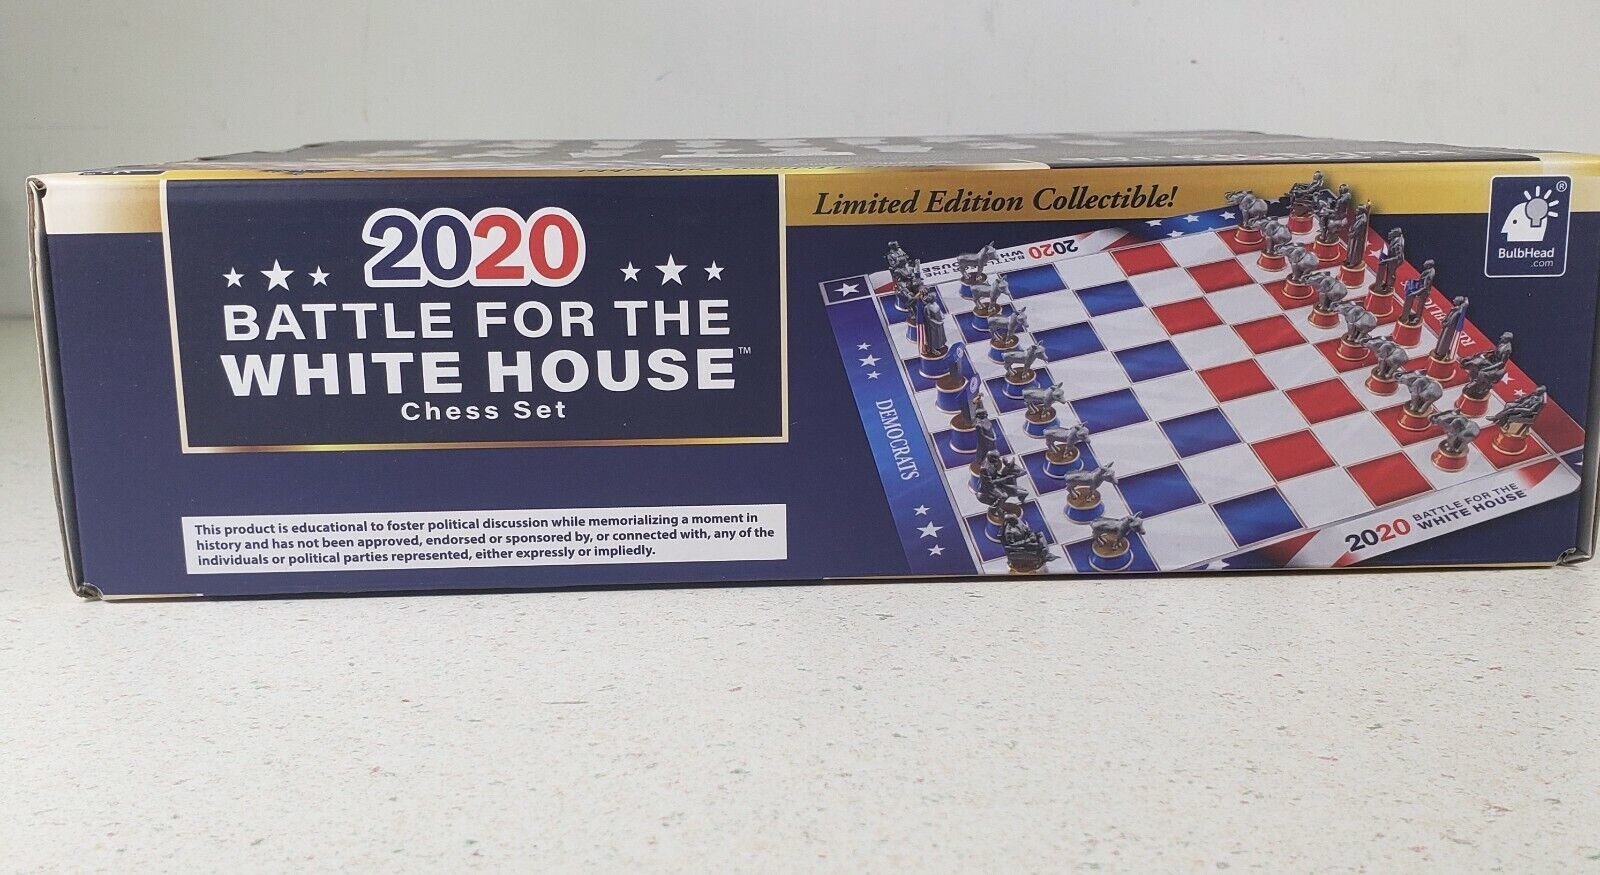 2020
BATTLE FOR THE
WHITE HOUSE™
Chess Set
This product is educational to foster political discussion while memorializing a moment in
history and has not been approved, endorsed or sponsored by, or connected with, any of the
individuals or political parties represented, either expressly or impliedly.
Limited Edition Collectible!
BulbHead®
.com
2020
DEMOCRATS
2020 BATTLE FOR THE
WHITE HOUSE